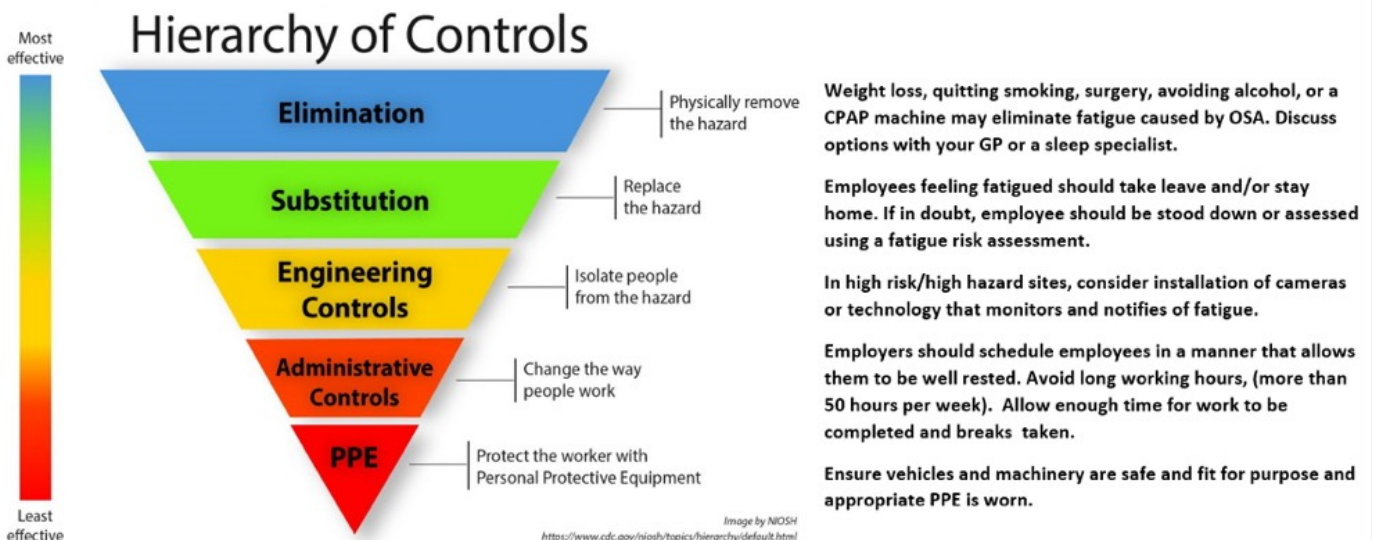 Hierarchy of Controls
Most
effective
Elimination
Physically remove
the hazard
Substitution
Replace
the hazard
Engineering
Controls
Isolate people
from the hazard
Administrative
Controls
Change the way
people work
PPE
Protect the worker with
Personal Protective Equipment
Least
effective
Image by NIOSH
https://www.cdc.gov/niosh/topics/hierarchy/default.html
Weight loss, quitting smoking, surgery, avoiding alcohol, or a
CPAP machine may eliminate fatigue caused by OSA. Discuss
options with your GP or a sleep specialist.
Employees feeling fatigued should take leave and/or stay
home. If in doubt, employee should be stood down or assessed
using a fatigue risk assessment.
In high risk/high hazard sites, consider installation of cameras
or technology that monitors and notifies of fatigue.
Employers should schedule employees in a manner that allows
them to be well rested. Avoid long working hours, (more than
50 hours per week).  Allow enough time for work to be
completed and breaks  taken.
Ensure vehicles and machinery are safe and fit for purpose and
appropriate PPE is worn.